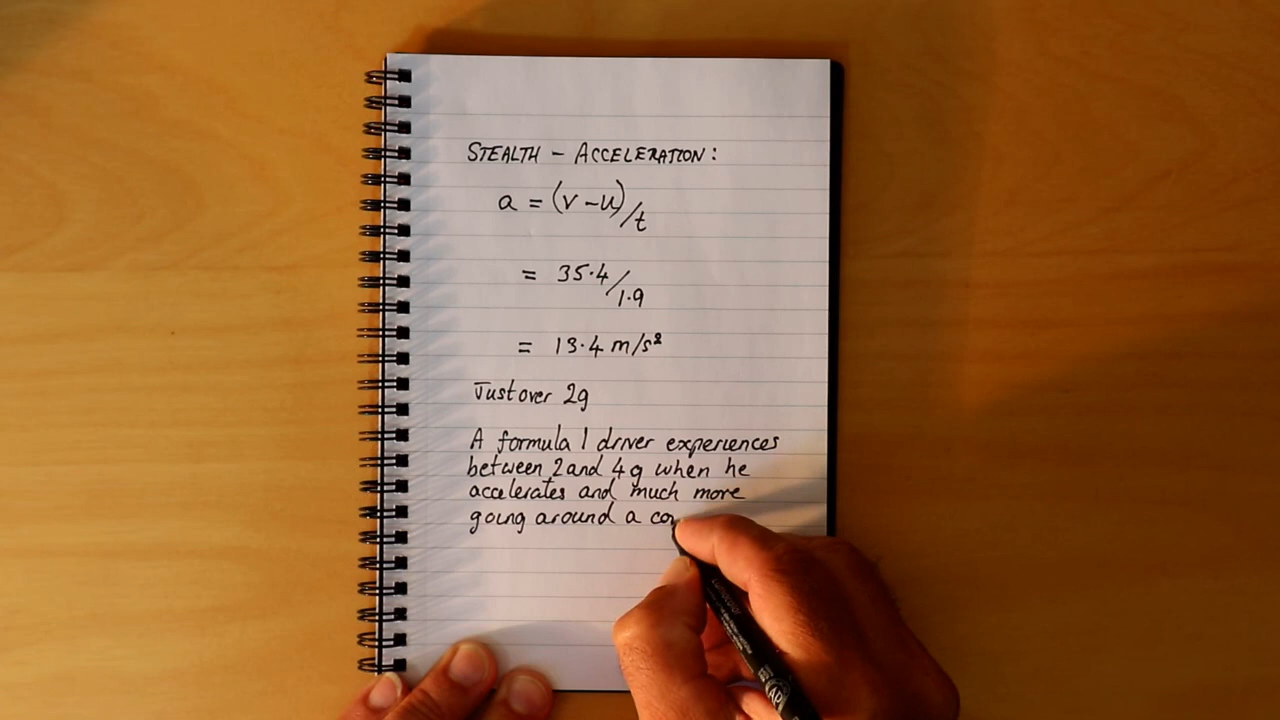 STEALTH - ACCELERATION:
a = (v - u)/t
= 35.4/1.9
= 13.4 m/s²
Just over 2g
A formula 1 driver experiences
between 2 and 4 g when he
accelerates and much more
going around a